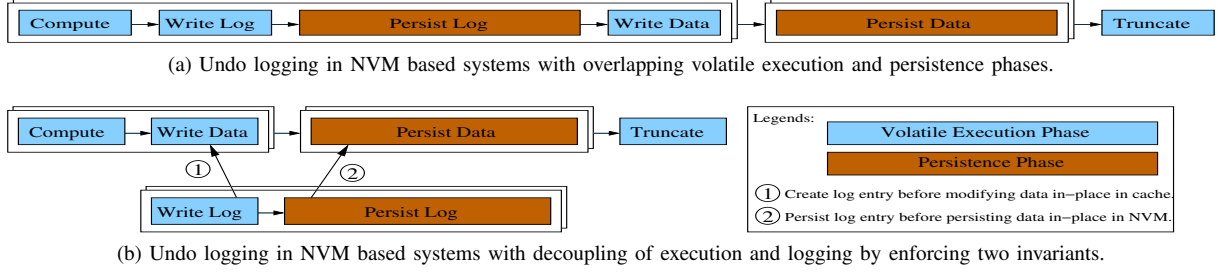 Compute Write Log Persist Log Write Data Persist Data Truncate
(a) Undo logging in NVM based systems with overlapping volatile execution and persistence phases.
Compute Write Data Persist Data Truncate
1 2
Write Log Persist Log
Legends:
Volatile Execution Phase
Persistence Phase
1 Create log entry before modifying data in−place in cache.
2 Persist log entry before persisting data in−place in NVM.
(b) Undo logging in NVM based systems with decoupling of execution and logging by enforcing two invariants.